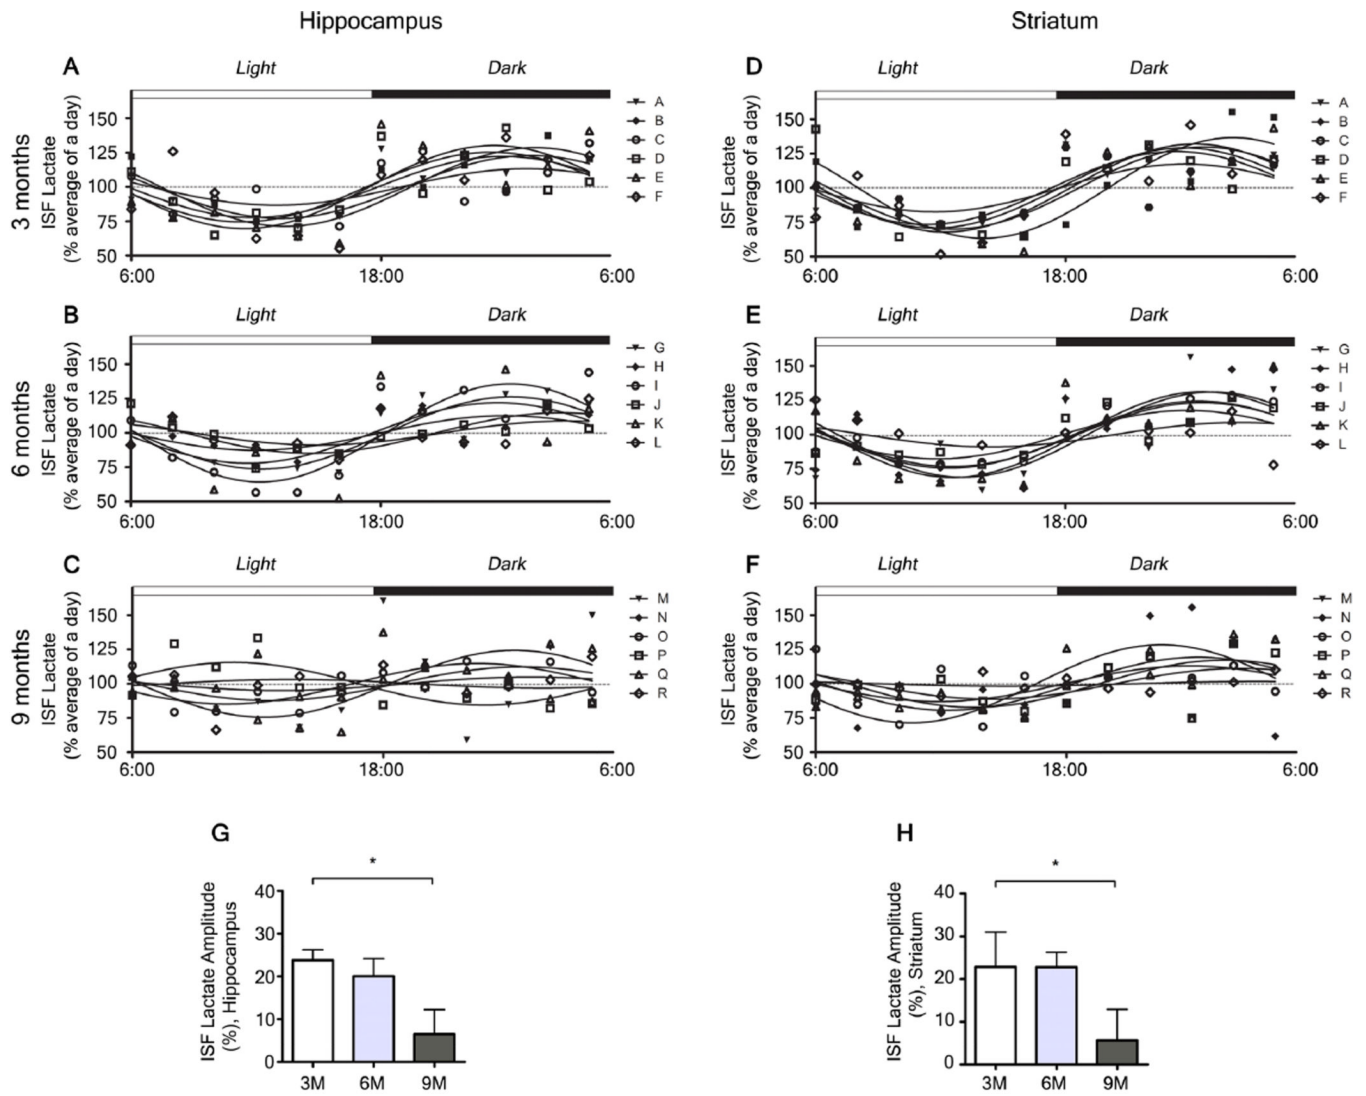 Hippocampus
Striatum
A
Light
Dark
3 months
ISF Lactate
(% average of a day)
150
125
100
75
50
6:00
18:00
6:00
A
B
C
D
E
F
D
Light
Dark
ISF Lactate
(% average of a day)
150
125
100
75
50
6:00
18:00
6:00
A
B
C
D
E
F
B
Light
Dark
6 months
ISF Lactate
(% average of a day)
150
125
100
75
50
6:00
18:00
6:00
G
H
I
J
K
L
E
Light
Dark
ISF Lactate
(% average of a day)
150
125
100
75
50
6:00
18:00
6:00
G
H
I
J
K
L
C
Light
Dark
9 months
ISF Lactate
(% average of a day)
150
125
100
75
50
6:00
18:00
6:00
M
N
O
P
Q
R
F
Light
Dark
ISF Lactate
(% average of a day)
150
125
100
75
50
6:00
18:00
6:00
M
N
O
P
Q
R
G
ISF Lactate Amplitude
(%), Hippocampus
40
30
20
10
0
*
3M
6M
9M
H
ISF Lactate Amplitude
(%), Striatum
40
30
20
10
0
*
3M
6M
9M